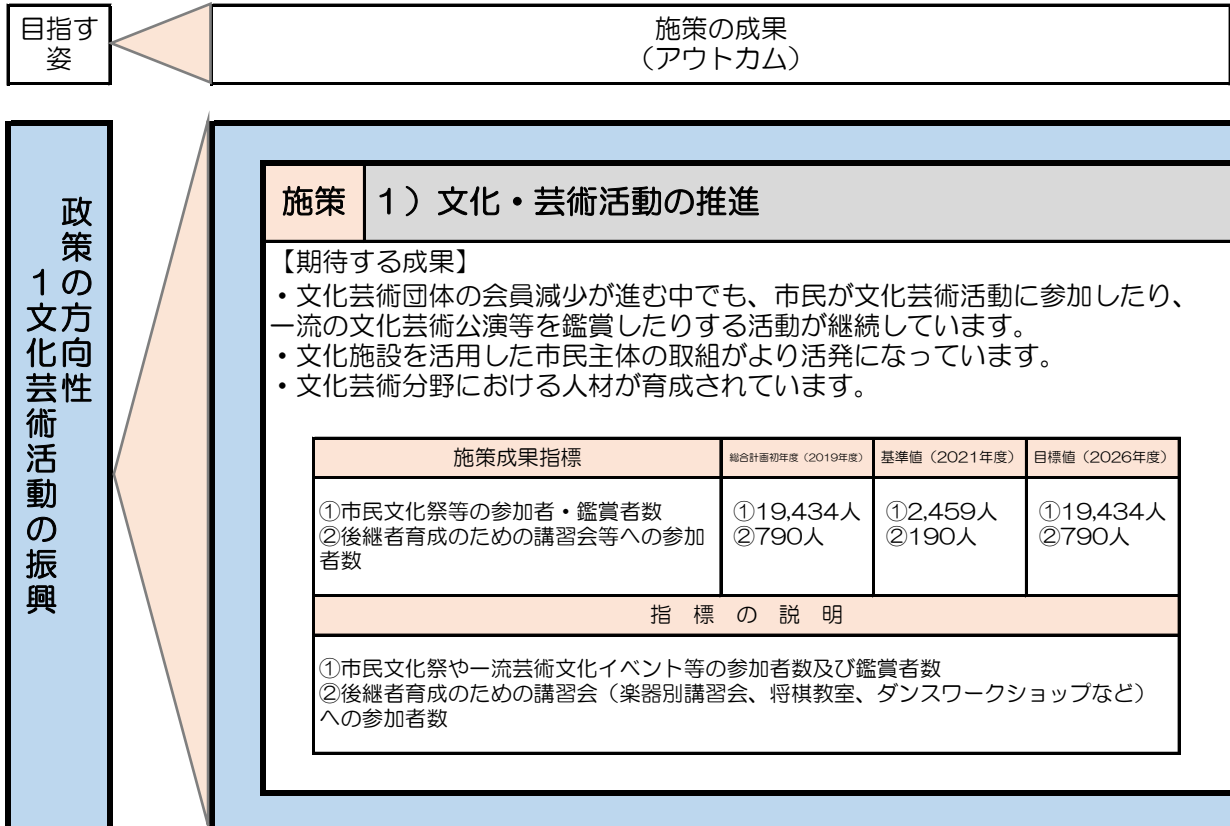 目指す
姿
施策の成果
（アウトカム）
政策の方向性
１文化芸術活動の振興
施策
１）文化・芸術活動の推進
【期待する成果】
・文化芸術団体の会員減少が進む中でも、市民が文化芸術活動に参加したり、
一流の文化芸術公演等を鑑賞したりする活動が継続しています。
・文化施設を活用した市民主体の取組がより活発になっています。
・文化芸術分野における人材が育成されています。
施策成果指標
総合計画初年度（2019年度）
基準値（2021年度）
目標値（2026年度）
①市民文化祭等の参加者・鑑賞者数
②後継者育成のための講習会等への参加
者数
①19,434人
②790人
①2,459人
②190人
①19,434人
②790人
指　標　の　説　明
①市民文化祭や一流芸術文化イベント等の参加者数及び鑑賞者数
②後継者育成のための講習会（楽器別講習会、将棋教室、ダンスワークショップなど）
への参加者数